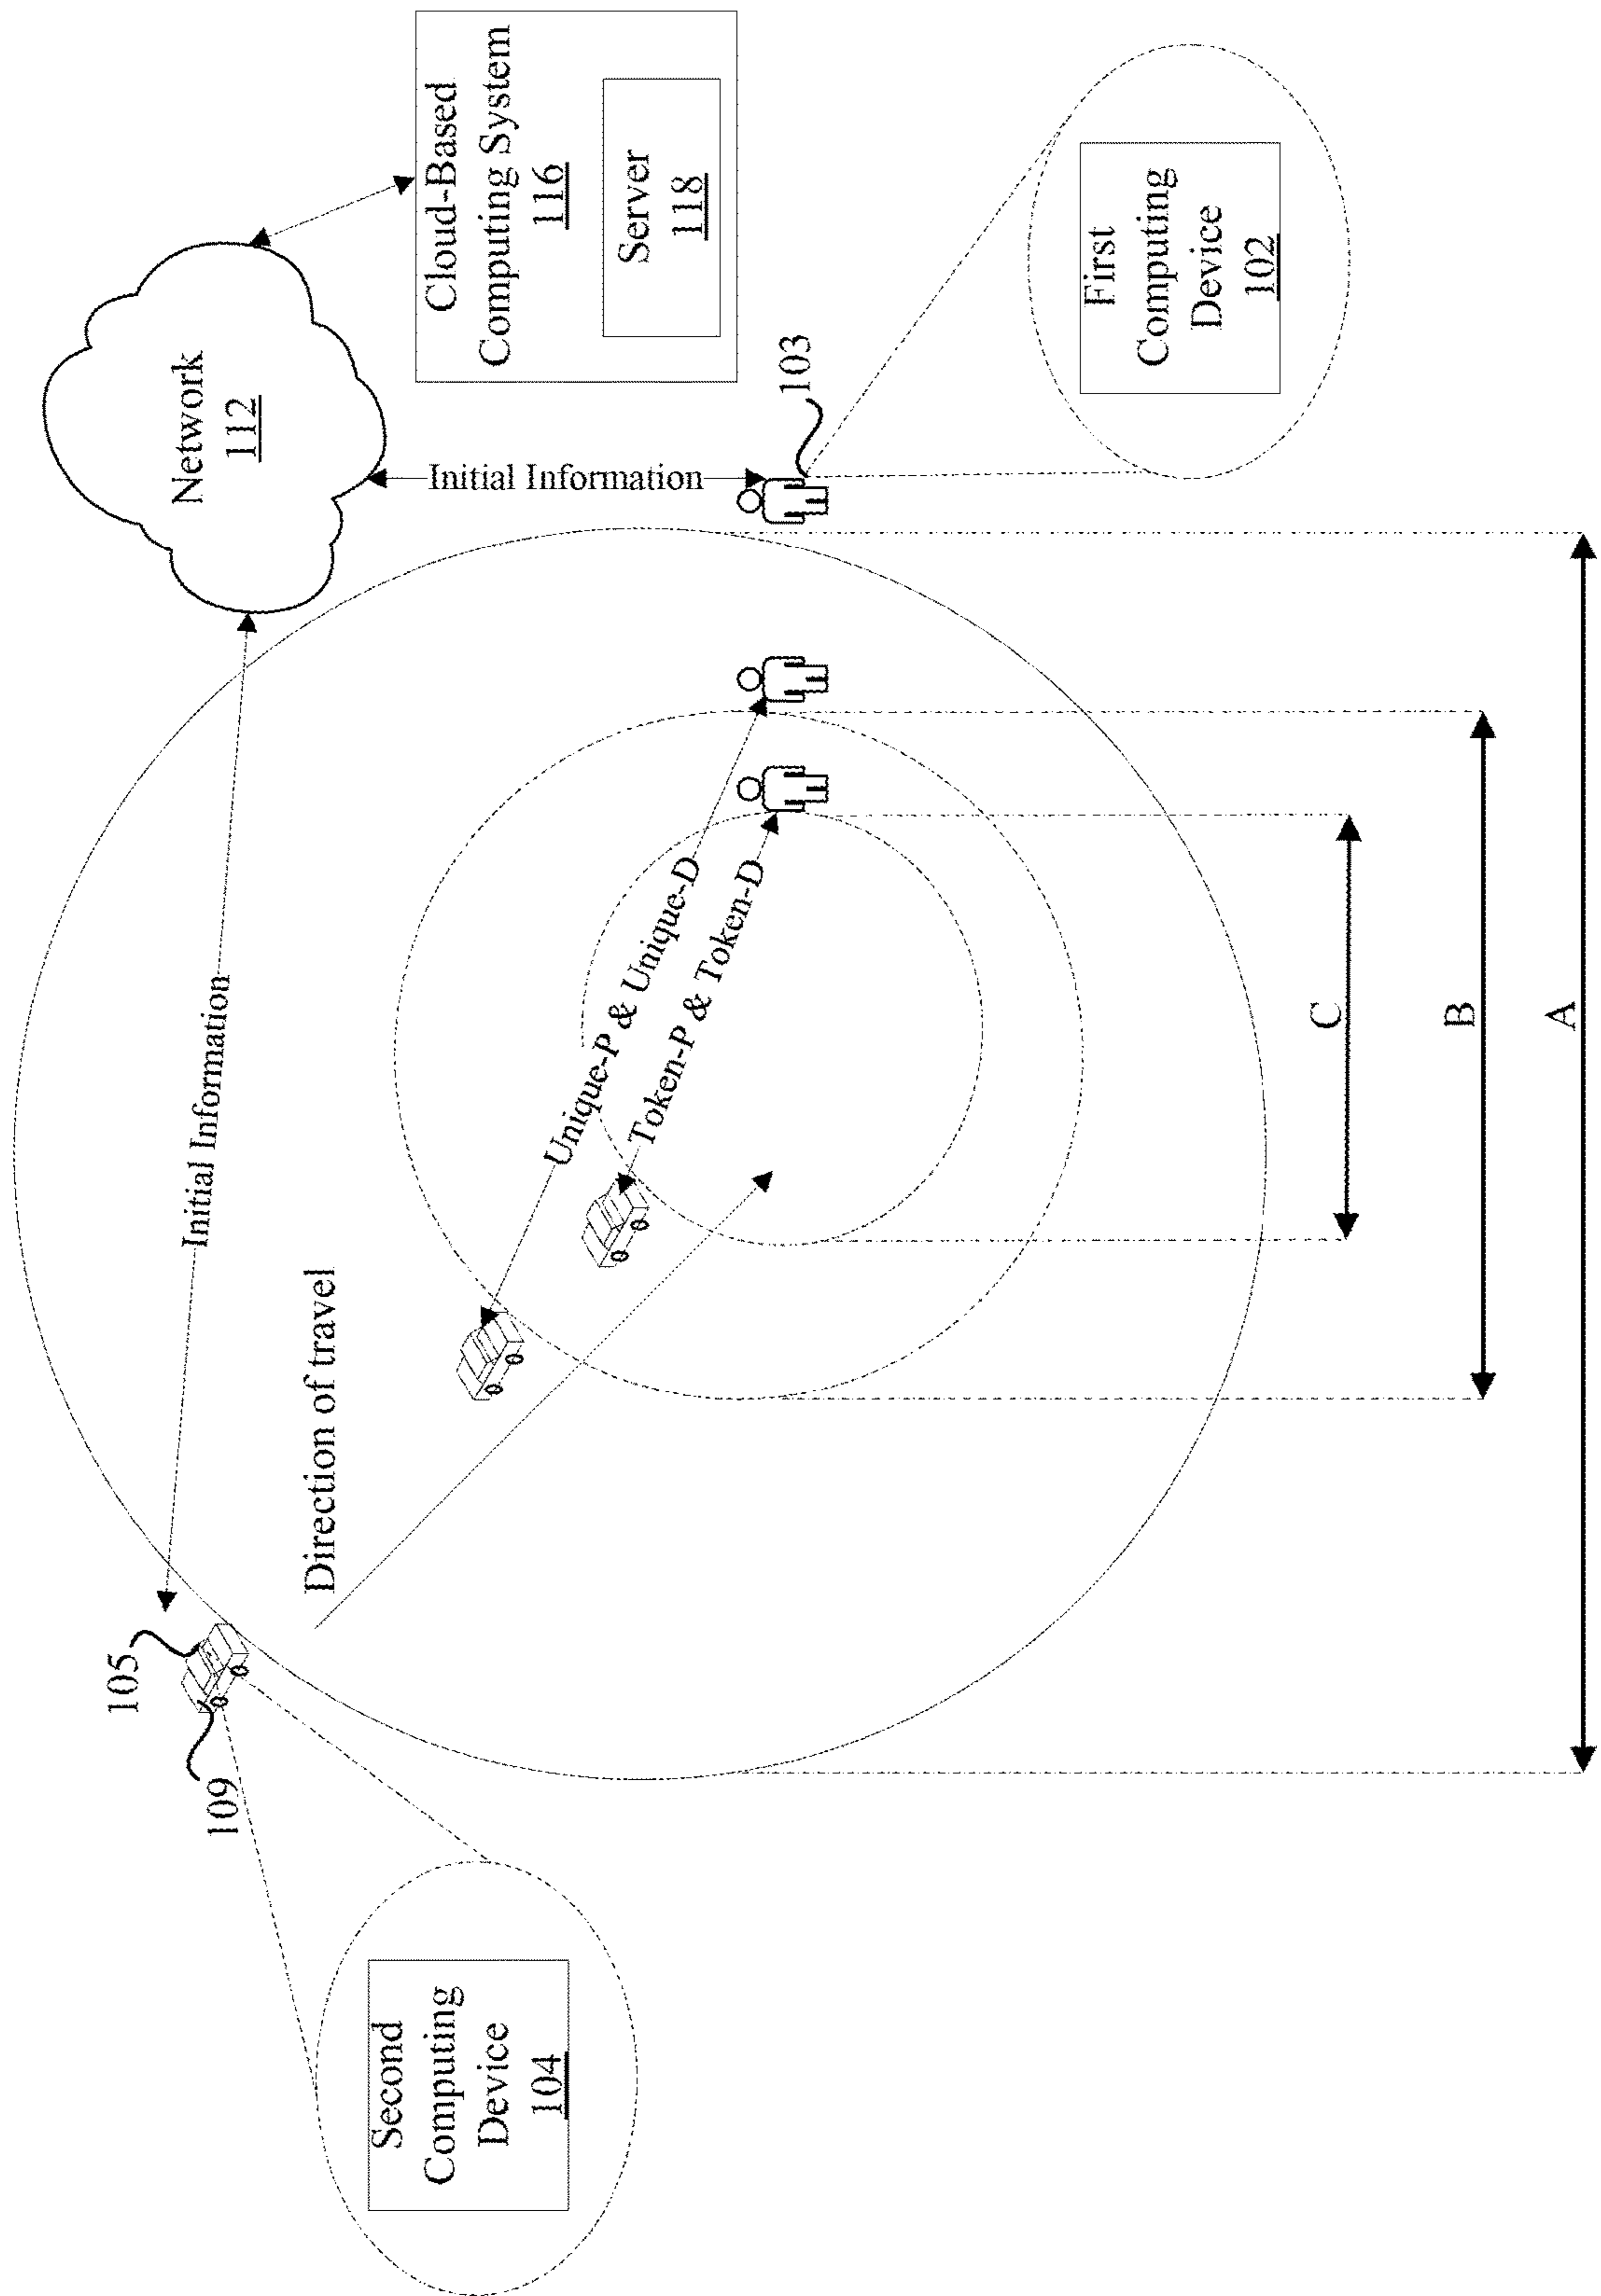 Network
112
Cloud-Based
Computing System
116
Server
118
Initial Information
105
109
Initial Information
103
Direction of travel
Unique-P & Unique-D
Token-P & Token-D
Second
Computing
Device
104
First
Computing
Device
102
C
B
A